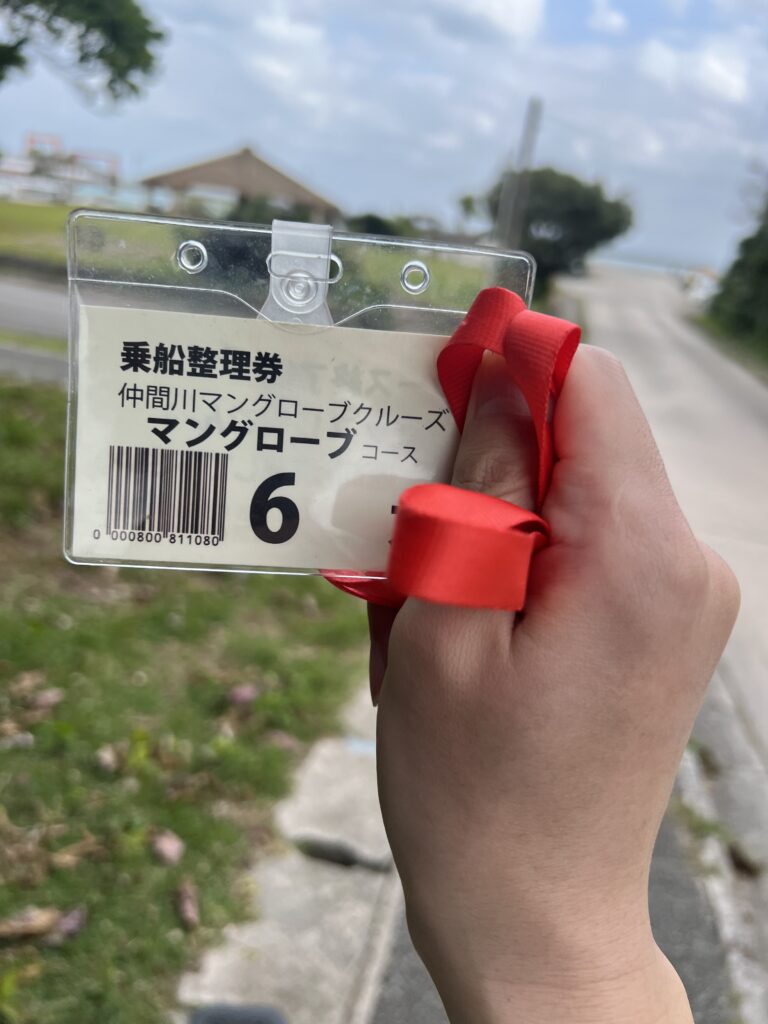 乗船整理券
仲間川マングローブクルーズ
マングローブ コース
6
0 000800 811080